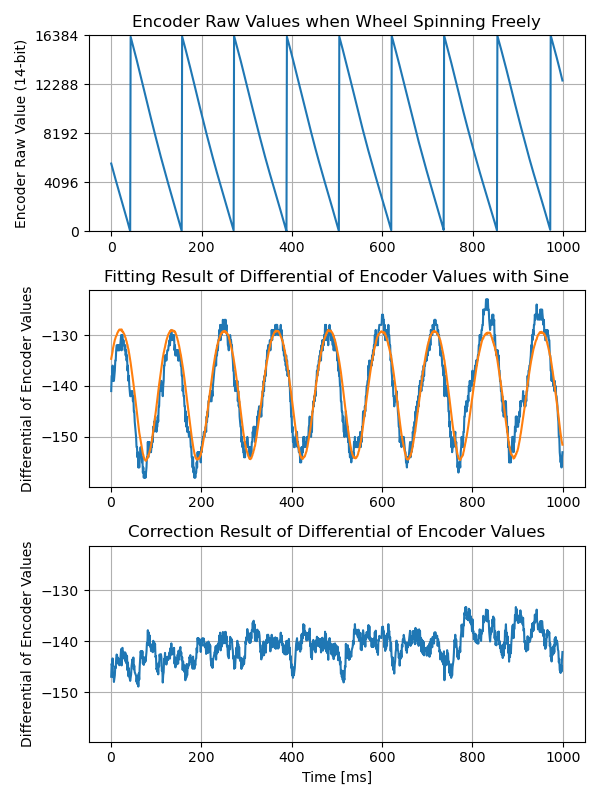 Encoder Raw Values when Wheel Spinning Freely
Encoder Raw Value (14-bit)
16384
12288
8192
4096
0
0 200 400 600 800 1000
Fitting Result of Differential of Encoder Values with Sine
Differential of Encoder Values
−130
−140
−150
0 200 400 600 800 1000
Correction Result of Differential of Encoder Values
Differential of Encoder Values
−130
−140
−150
0 200 400 600 800 1000
Time [ms]